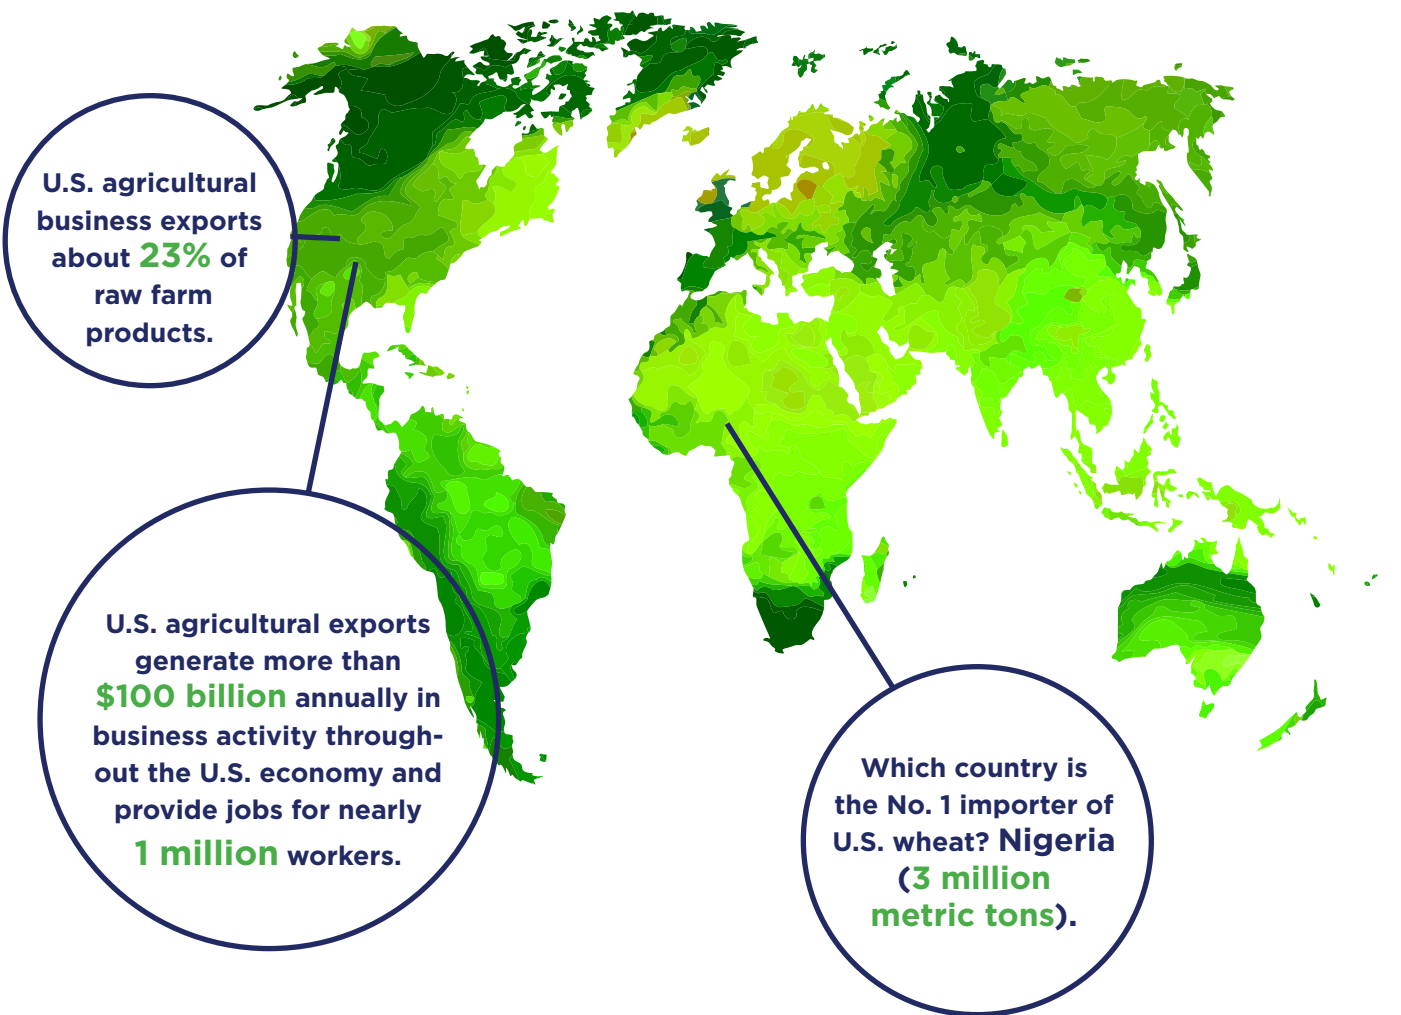 U.S. agricultural
business exports
about 23% of
raw farm
products.
U.S. agricultural exports
generate more than
$100 billion annually in
business activity through-
out the U.S. economy and
provide jobs for nearly
1 million workers.
Which country is
the No. 1 importer of
U.S. wheat? Nigeria
(3 million
metric tons).